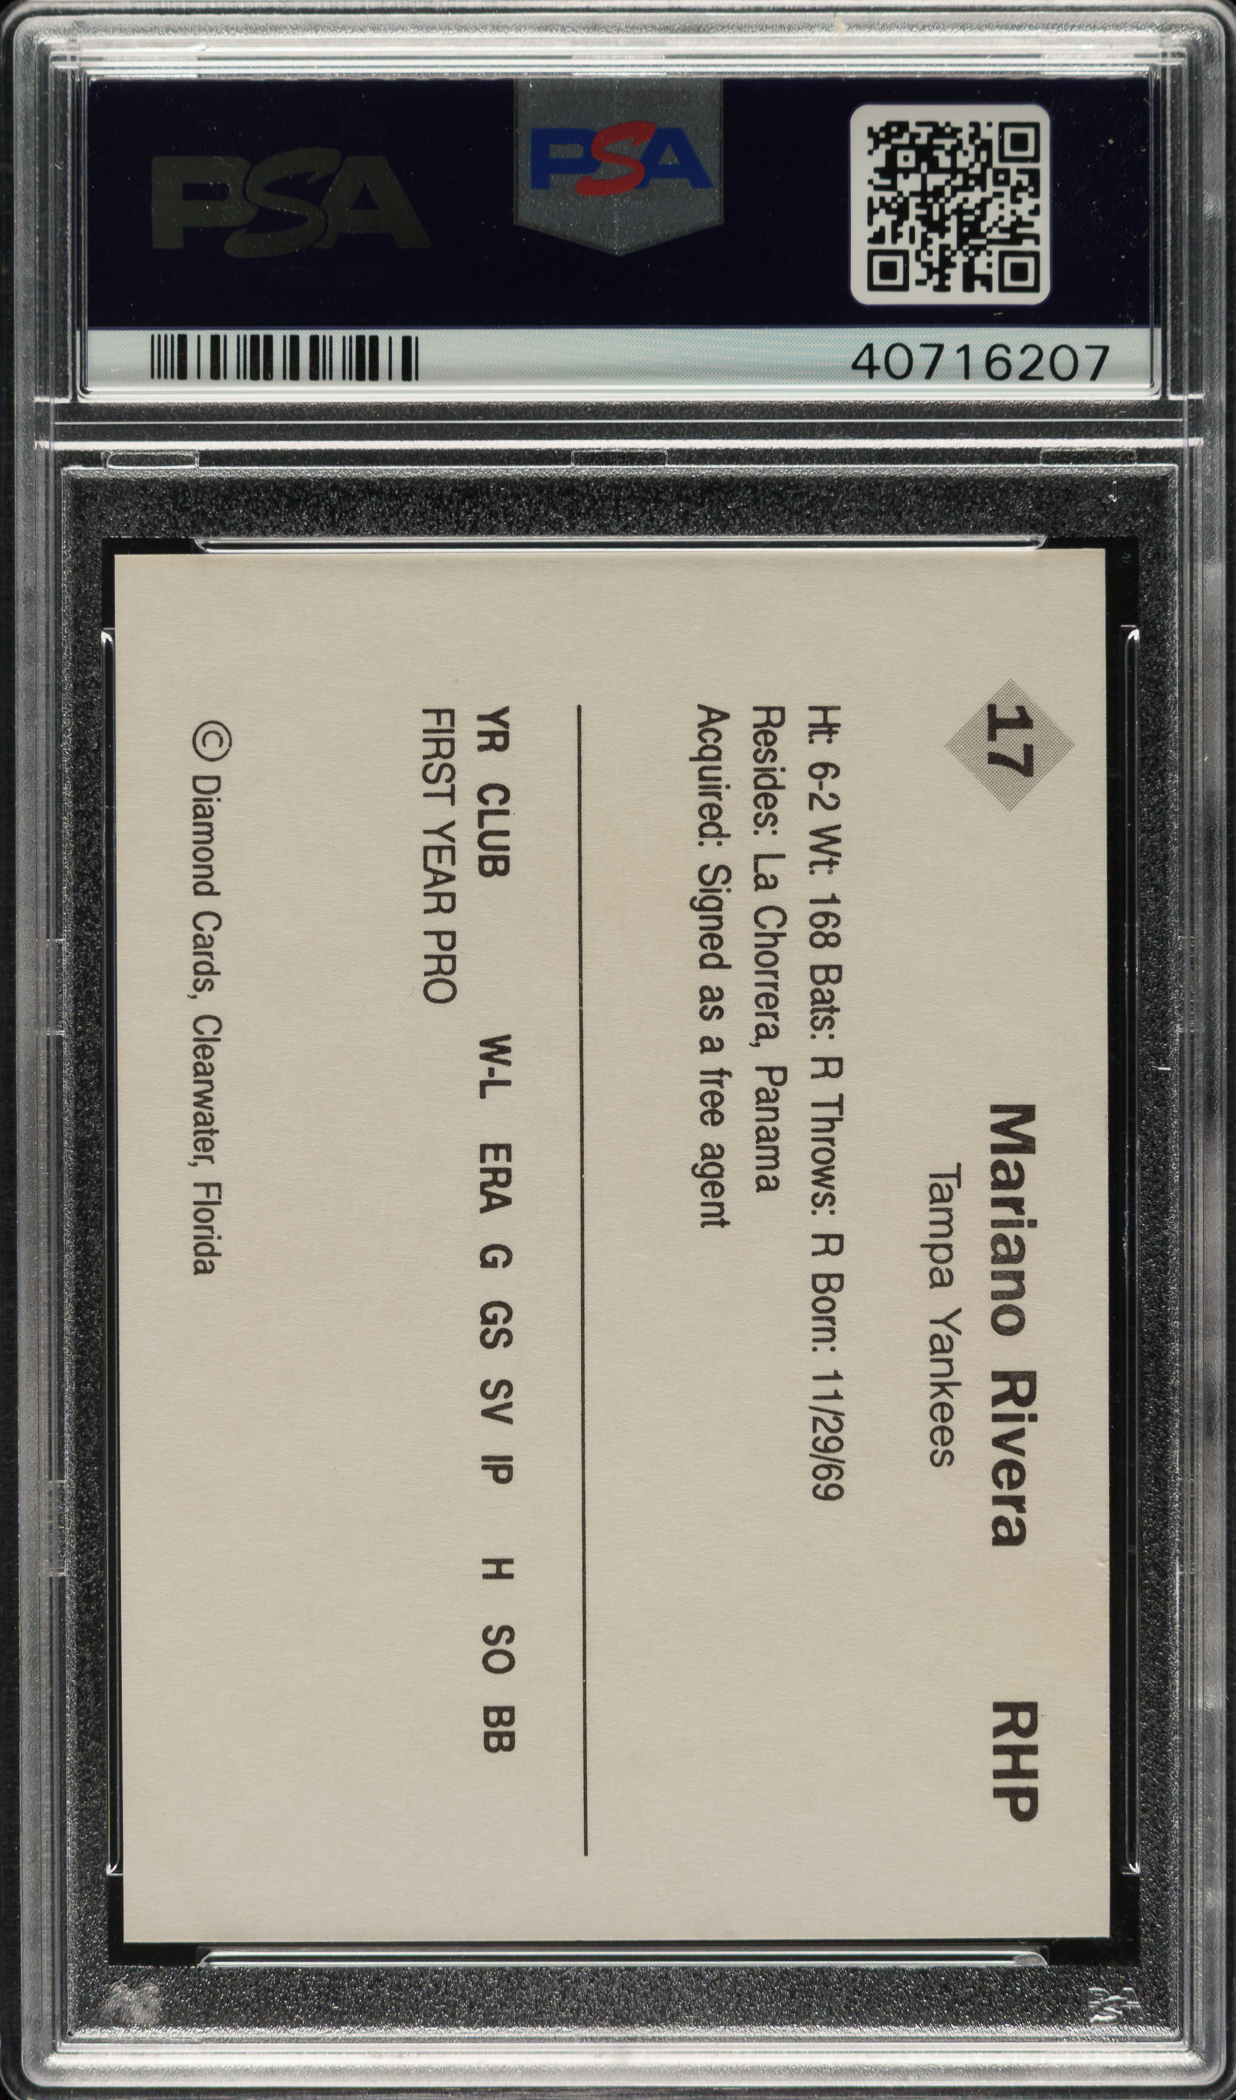 PSA
PSA
40716207
17 Mariano Rivera RHP
Tampa Yankees
Ht: 6-2 Wt: 168 Bats: R Throws: R Born: 11/29/69
Resides: La Chorrera, Panama
Acquired: Signed as a free agent
YR CLUB W-L ERA G GS SV IP H SO BB
FIRST YEAR PRO
© Diamond Cards, Clearwater, Florida